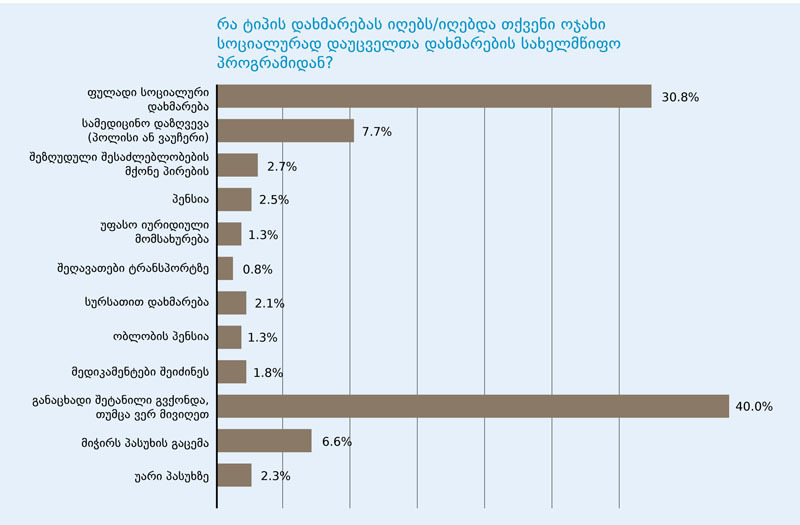 რა ტიპის დახმარებას იღებს/იღებდა თქვენი ოჯახი
სოციალურად დაუცველთა დახმარების სახელმწიფო
პროგრამიდან?
ფულადი სოციალური
დახმარება
30.8%
სამედიცინო დაზღვევა
(პოლისი ან ვაუჩერი)
7.7%
შეზღუდული შესაძლებლობების
მქონე პირების
2.7%
პენსია
2.5%
უფასო იურიდიული
მომსახურება
1.3%
შეღავათები ტრანსპორტზე
0.8%
სურსათით დახმარება
2.1%
ობლობის პენსია
1.3%
მედიკამენტები შეიძინეს
1.8%
განაცხადი შეტანილი გვქონდა,
თუმცა ვერ მივიღეთ
40.0%
მიჭირს პასუხის გაცემა
6.6%
უარი პასუხზე
2.3%